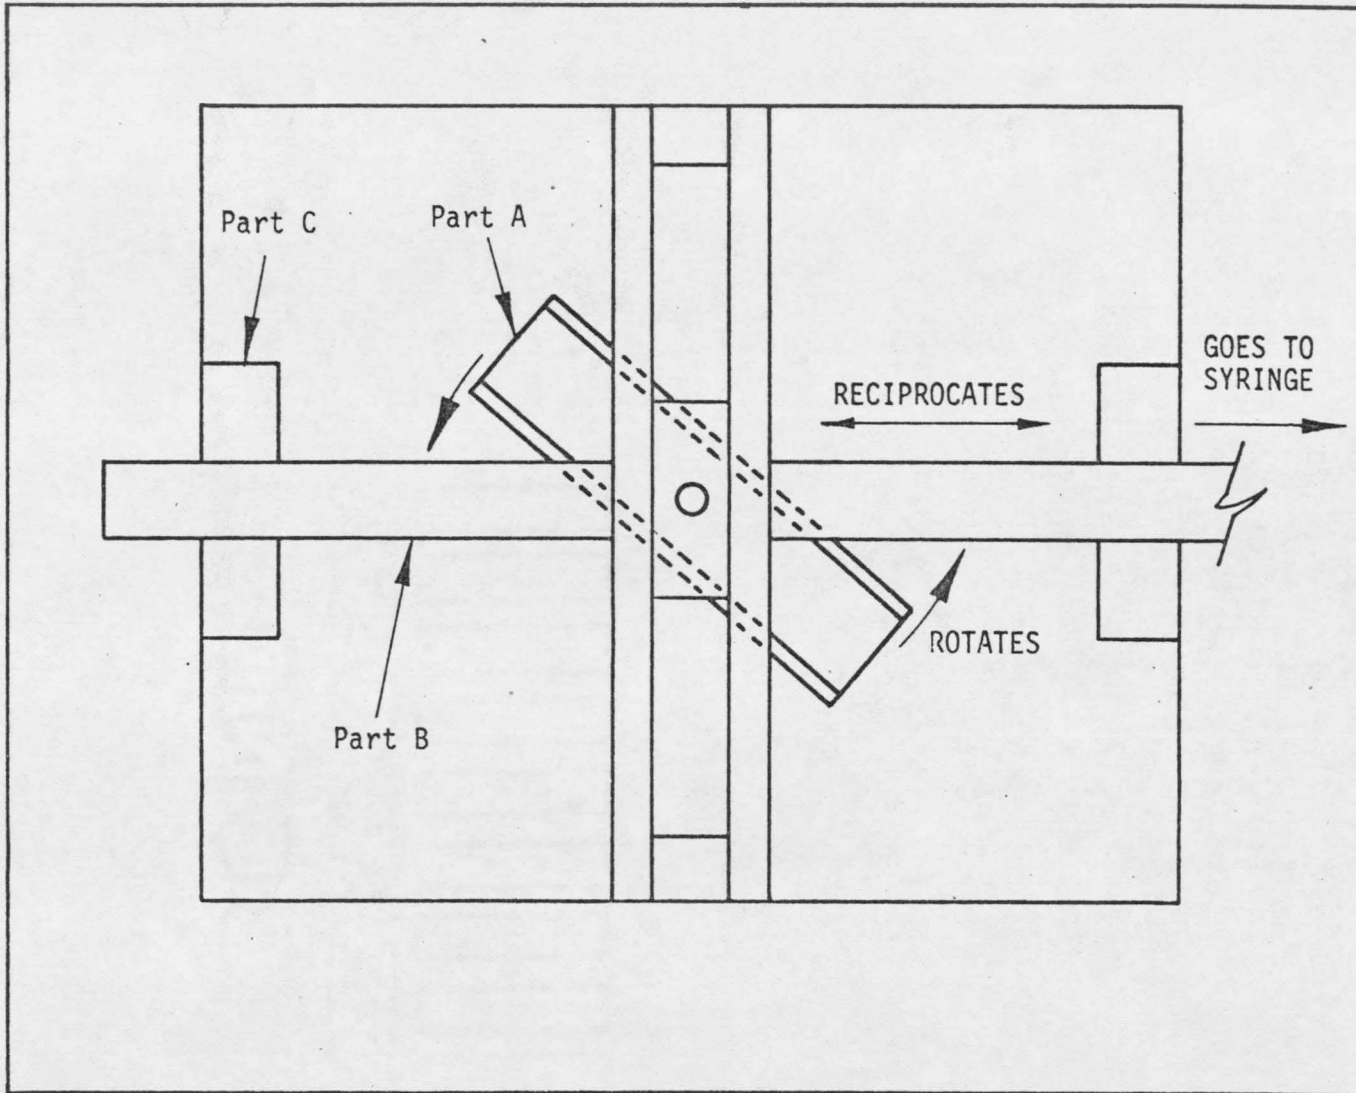 Part C
Part A
GOES TO
SYRINGE
RECIPROCATES
ROTATES
Part B